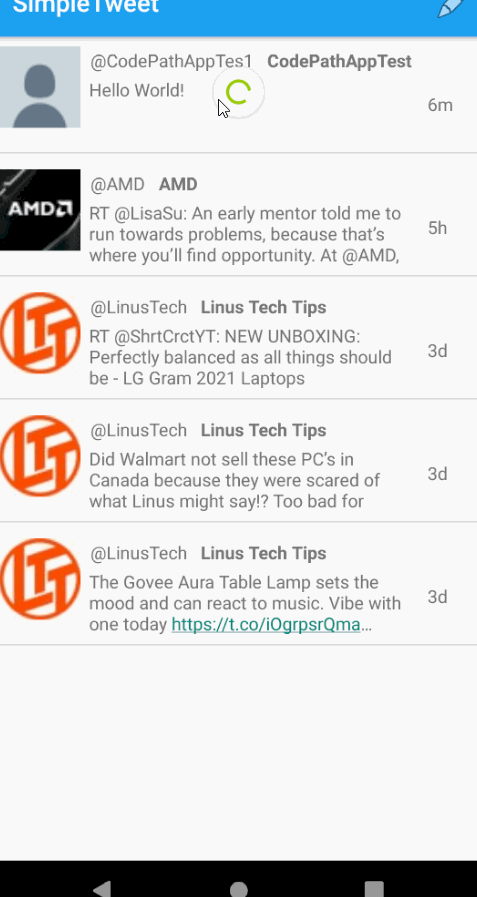 SimpleTweet
@CodePathAppTes1 CodePathAppTest
Hello World!
6m
AMD
@AMD AMD
RT @LisaSu: An early mentor told me to
run towards problems, because that's
where you'll find opportunity. At @AMD,
5h
LTT
@LinusTech Linus Tech Tips
RT @ShrtCrctYT: NEW UNBOXING:
Perfectly balanced as all things should
be - LG Gram 2021 Laptops
3d
LTT
@LinusTech Linus Tech Tips
Did Walmart not sell these PC's in
Canada because they were scared of
what Linus might say!? Too bad for
3d
LTT
@LinusTech Linus Tech Tips
The Govee Aura Table Lamp sets the
mood and can react to music. Vibe with
one today https://t.co/iOgrpsrQma…
3d